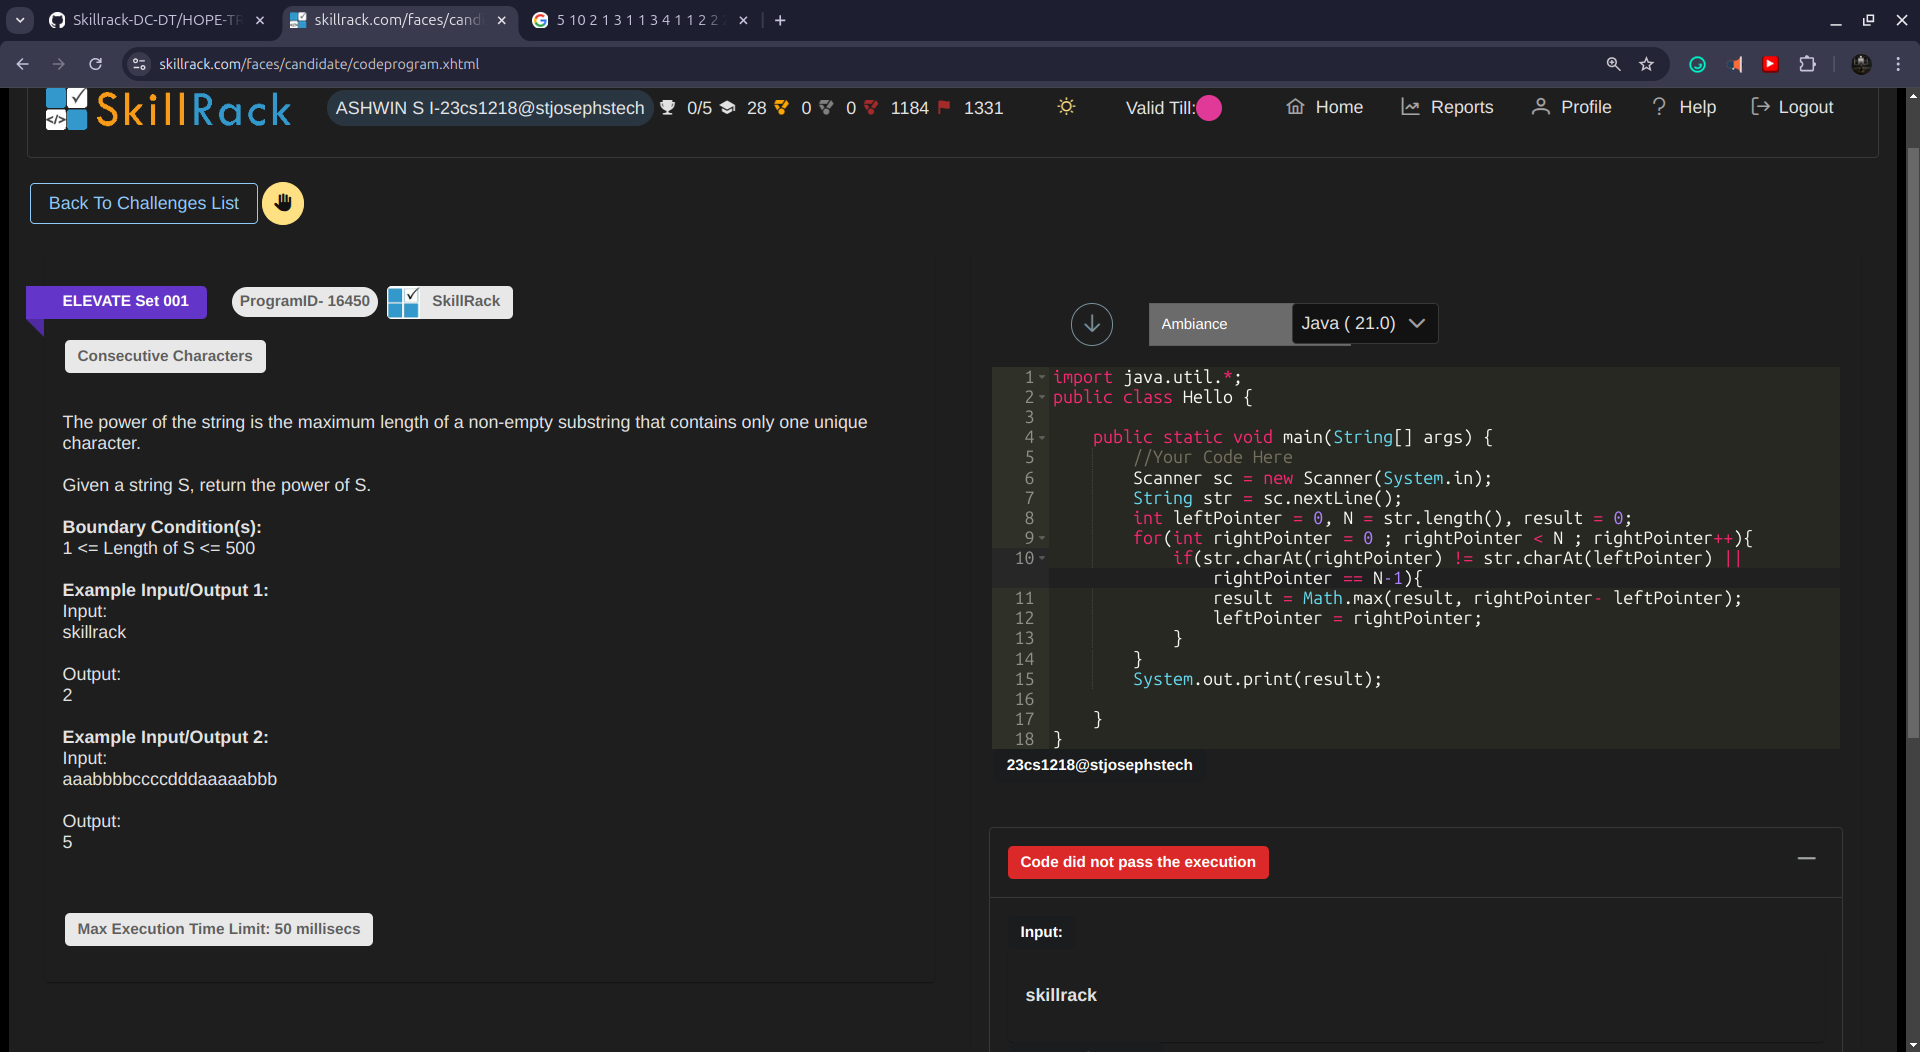 Skillrack-DC-DT/HOPE-TR
skillrack.com/faces/candid
5 10 2 1 3 1 1 3 4 1 1 2 2
skillrack.com/faces/candidate/codeprogram.xhtml
SkillRack
ASHWIN S I-23cs1218@stjosephstech
0/5
28
0
0
1184
1331
Valid Till:
Home
Reports
Profile
Help
Logout
Back To Challenges List
ELEVATE Set 001
ProgramID- 16450
SkillRack
Consecutive Characters
The power of the string is the maximum length of a non-empty substring that contains only one unique
character.
Given a string S, return the power of S.
Boundary Condition(s):
1 <= Length of S <= 500
Example Input/Output 1:
Input:
skillrack
Output:
2
Example Input/Output 2:
Input:
aaabbbbccccdddaaaaabbb
Output:
5
Max Execution Time Limit: 50 millisecs
Ambiance
Java ( 21.0)
1 import java.util.*;
2 public class Hello {
3
4     public static void main(String[] args) {
5         //Your Code Here
6         Scanner sc = new Scanner(System.in);
7         String str = sc.nextLine();
8         int leftPointer = 0, N = str.length(), result = 0;
9         for(int rightPointer = 0 ; rightPointer < N ; rightPointer++){
10             if(str.charAt(rightPointer) != str.charAt(leftPointer) ||
                rightPointer == N-1){
11                 result = Math.max(result, rightPointer- leftPointer);
12                 leftPointer = rightPointer;
13             }
14         }
15         System.out.print(result);
16
17     }
18 }
23cs1218@stjosephstech
Code did not pass the execution
Input:
skillrack